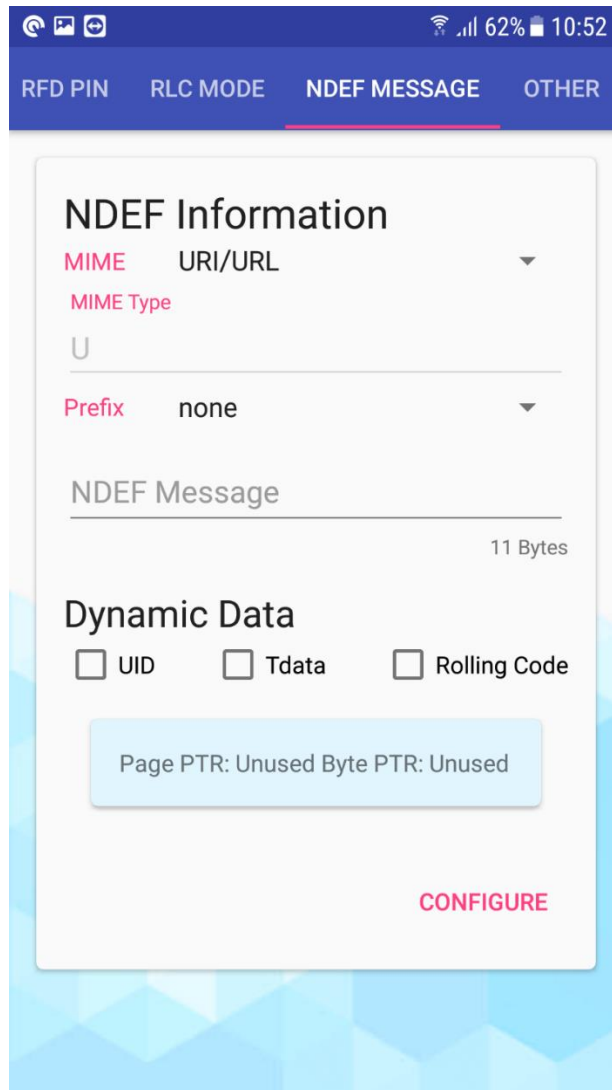 62% 10:52
RFD PIN RLC MODE NDEF MESSAGE OTHER
NDEF Information
MIME URI/URL
MIME Type
U
Prefix none
NDEF Message
11 Bytes
Dynamic Data
UID Tdata Rolling Code
Page PTR: Unused Byte PTR: Unused
CONFIGURE